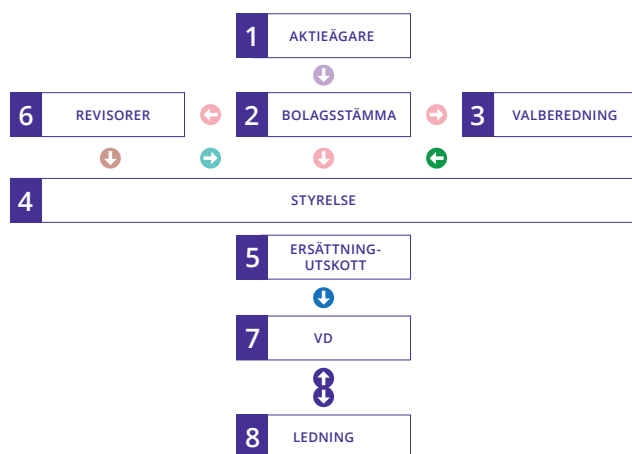 1 AKTIEÄGARE
6 REVISORER
2 BOLAGSSTÄMMA
3 VALBEREDNING
4 STYRELSE
5 ERSÄTTNING-
UTSKOTT
7 VD
8 LEDNING